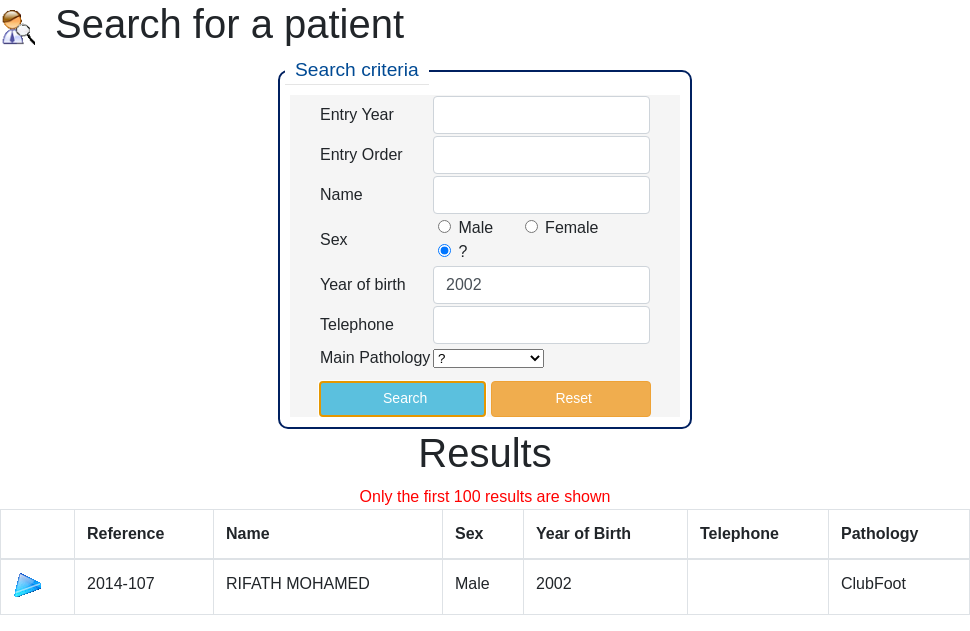 Search for a patient
Search criteria
Entry Year
Entry Order
Name
Sex
Male
Female
?
Year of birth 2002
Telephone
Main Pathology ?
Search Reset
Results
Only the first 100 results are shown
Reference Name Sex Year of Birth Telephone Pathology
2014-107 RIFATH MOHAMED Male 2002 ClubFoot